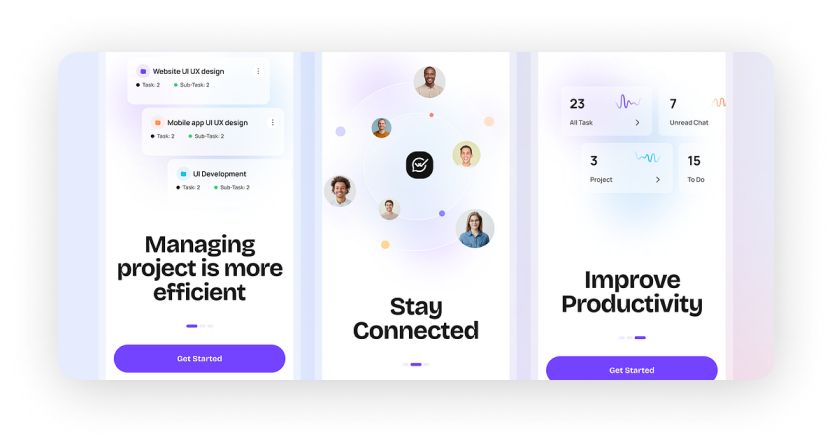 Website UI UX design
Task: 2
Sub-Task: 2
Mobile app UI UX design
Task: 2
Sub-Task: 2
UI Development
Task: 2
Sub-Task: 2
Managing
project is more
efficient
Get Started
Stay
Connected
23
All Task
7
Unread Chat
3
Project
15
To Do
Improve
Productivity
Get Started